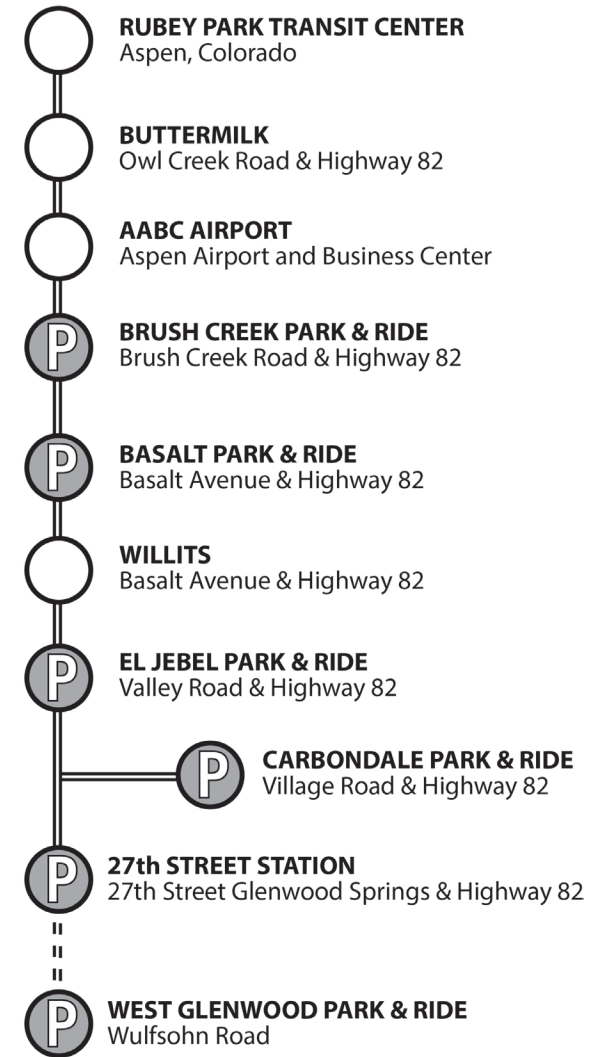 RUBEY PARK TRANSIT CENTER
Aspen, Colorado
BUTTERMILK
Owl Creek Road & Highway 82
AABC AIRPORT
Aspen Airport and Business Center
P
BRUSH CREEK PARK & RIDE
Brush Creek Road & Highway 82
P
BASALT PARK & RIDE
Basalt Avenue & Highway 82
WILLITS
Basalt Avenue & Highway 82
P
EL JEBEL PARK & RIDE
Valley Road & Highway 82
P
CARBONDALE PARK & RIDE
Village Road & Highway 82
P
27th STREET STATION
27th Street Glenwood Springs & Highway 82
P
WEST GLENWOOD PARK & RIDE
Wulfsohn Road